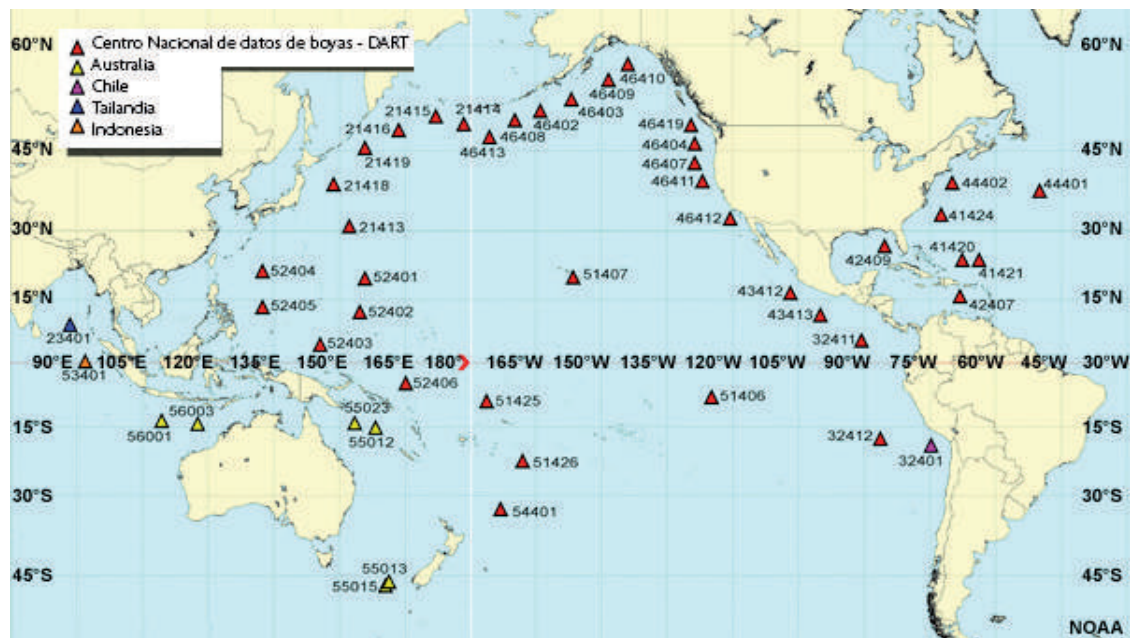 Centro Nacional de datos de boyas - DART
Australia
Chile
Tailandia
Indonesia
60°N
60°N
46410
46409
46403
46402
46408
46413
21414
21415
21416
21419
21418
21413
45°N
45°N
46419
46404
46407
46411
46412
44402
44401
41424
30°N
30°N
42409
41420
41421
42407
52404
52401
52405
52402
52403
51407
43412
43413
32411
15°N
15°N
23401
90°E 105°E 120°E 135°E 150°E 165°E 180° 165°W 150°W 135°W 120°W 105°W 90°W 75°W 60°W 30°W
53401
52406
51425
51406
56003
56001
55023
55012
15°S
15°S
32412
32401
51426
54401
30°S
30°S
55013
55015
45°S
45°S
NOAA